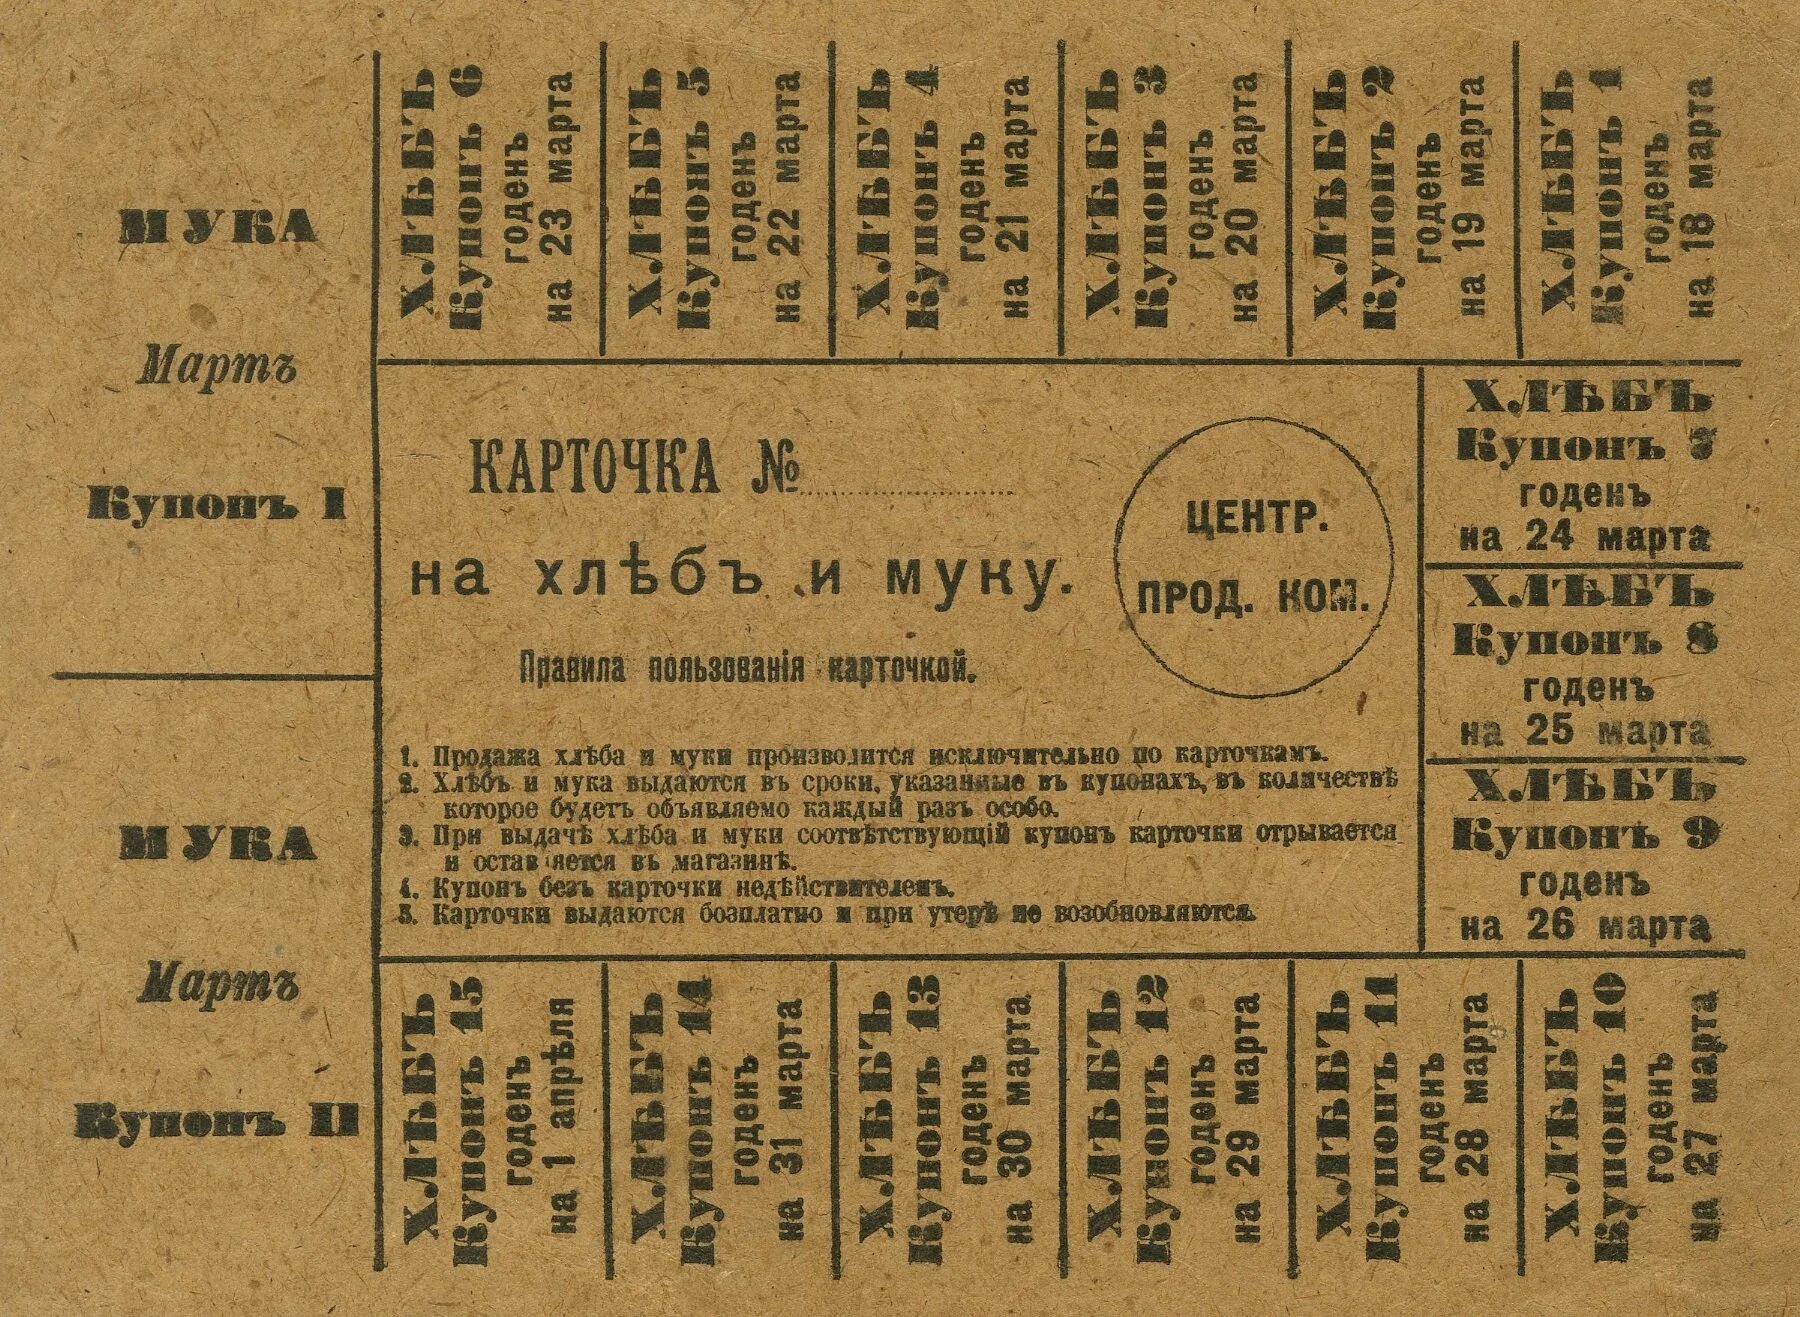 МУКА
Мартъ
Купонъ I
МУКА
Мартъ
Купонъ II
ХЛѢБЪ
Купонъ 6
годенъ
на 23 марта
ХЛѢБЪ
Купонъ 5
годенъ
на 22 марта
ХЛѢБЪ
Купонъ 4
годенъ
на 21 марта
ХЛѢБЪ
Купонъ 3
годенъ
на 20 марта
ХЛѢБЪ
Купонъ 2
годенъ
на 19 марта
ХЛѢБЪ
Купонъ 1
годенъ
на 18 марта
КАРТОЧКА №
на хлѣбъ и муку.
ЦЕНТР.
ПРОД. КОМ.
Правила пользованія карточкой.
1. Продажа хлѣба и муки производится исключительно по карточкамъ.
2. Хлѣбъ и мука выдаются въ сроки, указанные въ купонахъ, въ количествѣ
которое будетъ объявляемо каждый разъ особо.
3. При выдачѣ хлѣба и муки соотвѣтствующій купонъ карточки отрывается
и оставляется въ магазинѣ.
4. Купонъ безъ карточки недѣйствителенъ.
5. Карточки выдаются бозплатно и при утерѣ не возобновляются.
ХЛѢБЪ
Купонъ 7
годенъ
на 24 марта
ХЛѢБЪ
Купонъ 8
годенъ
на 25 марта
ХЛѢБЪ
Купонъ 9
годенъ
на 26 марта
ХЛѢБЪ
Купонъ 15
годенъ
на 1 апрѣля
ХЛѢБЪ
Купонъ 14
годенъ
на 31 марта
ХЛѢБЪ
Купонъ 13
годенъ
на 30 марта
ХЛѢБЪ
Купонъ 12
годенъ
на 29 марта
ХЛѢБЪ
Купонъ 11
годенъ
на 28 марта
ХЛѢБЪ
Купонъ 10
годенъ
на 27 марта